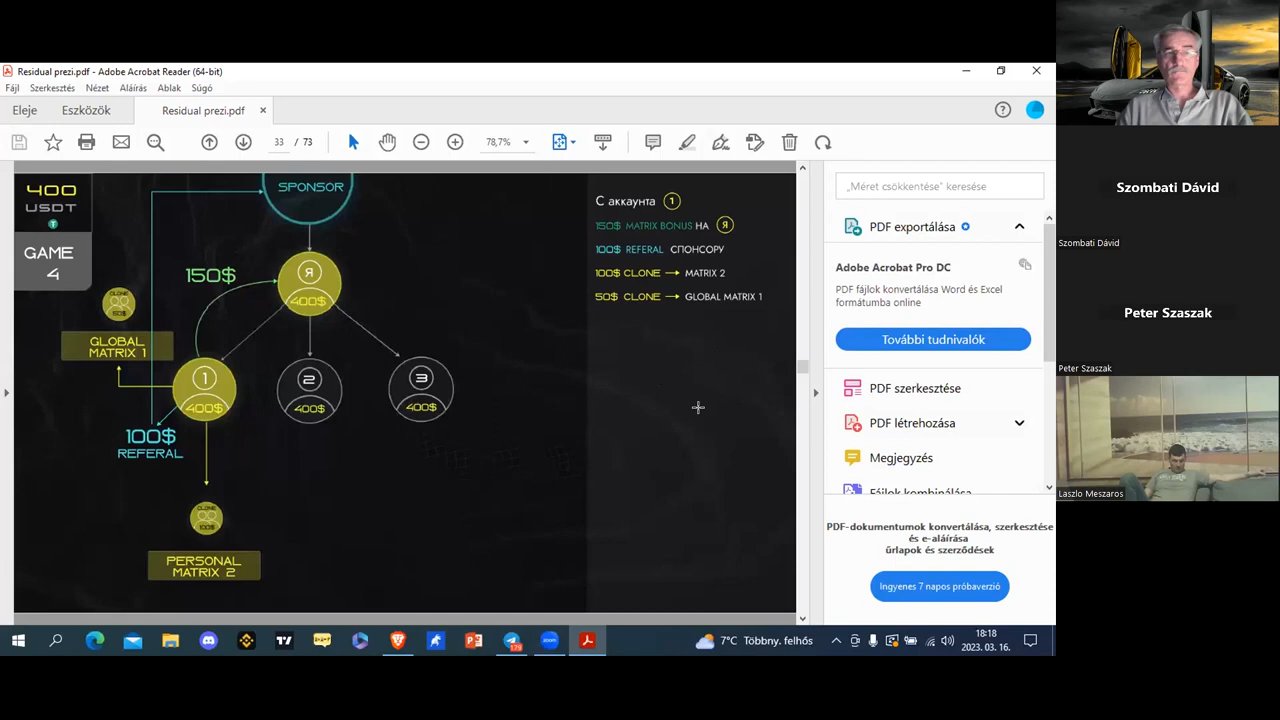 Residual prezi.pdf - Adobe Acrobat Reader (64-bit)
Fájl Szerkesztés Nézet Aláírás Ablak Súgó
Eleje Eszközök Residual prezi.pdf
33 / 73 78,7%
400
USDT
GAME
4
SPONSOR
150$
Я
400$
GLOBAL
MATRIX 1
1
400$
2
400$
3
400$
100$
REFERAL
CLONE
100$
PERSONAL
MATRIX 2
С аккаунта 1
150$ MATRIX BONUS НА Я
100$ REFERAL СПОНСОРУ
100$ CLONE → MATRIX 2
50$ CLONE → GLOBAL MATRIX 1
„Méret csökkentése” keresése
PDF exportálása
Adobe Acrobat Pro DC
PDF fájlok konvertálása Word és Excel
formátumba online
További tudnivalók
PDF szerkesztése
PDF létrehozása
Megjegyzés
Fájlok kombinálása
PDF-dokumentumok konvertálása, szerkesztése
és e-aláírása
űrlapok és szerződések
Ingyenes 7 napos próbaverzió
Szombati Dávid
Szombati Dávid
Peter Szaszak
Peter Szaszak
Laszlo Meszaros
179
7°C Többny. felhős
18:18
2023. 03. 16.